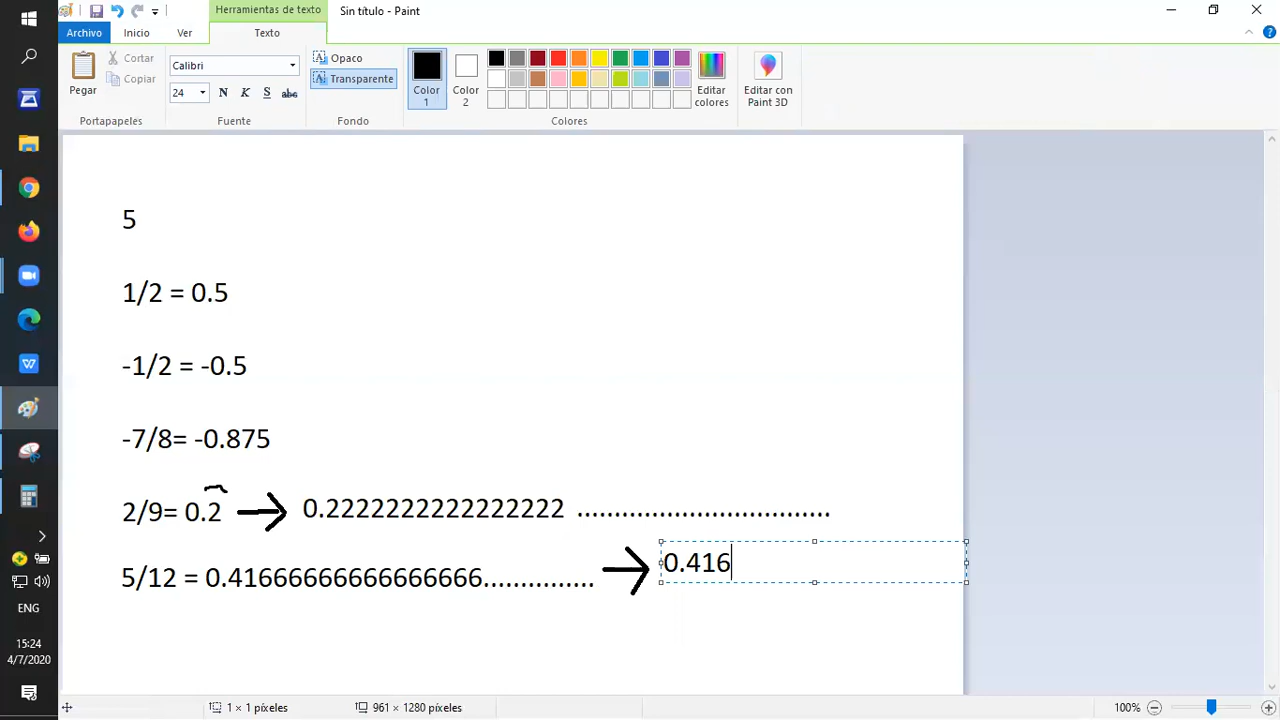 Herramientas de texto
Sin título - Paint
Archivo
Inicio
Ver
Texto
Pegar
Cortar
Copiar
Portapapeles
Calibri
24
N
K
S
abc
Fuente
Opaco
Transparente
Fondo
Color 1
Color 2
Editar colores
Editar con Paint 3D
Colores
5
1/2 = 0.5
-1/2 = -0.5
-7/8= -0.875
2/9= 0.2 → 0.2222222222222222 ..................................
5/12 = 0.41666666666666666............... → 0.416
ENG
15:24
4/7/2020
1 × 1 píxeles
961 × 1280 píxeles
100%